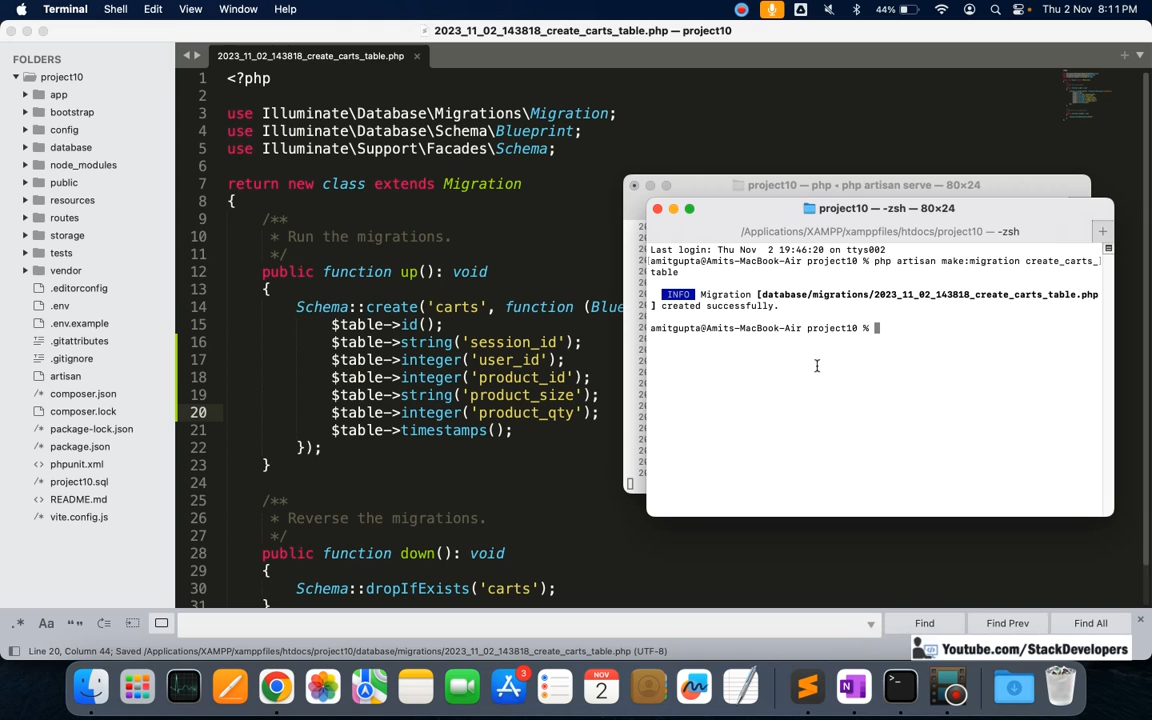 Terminal Shell Edit View Window Help 44% Thu 2 Nov 8:11 PM
2023_11_02_143818_create_carts_table.php — project10
FOLDERS
project10
app
bootstrap
config
database
node_modules
public
resources
routes
storage
tests
vendor
.editorconfig
.env
.env.example
.gitattributes
.gitignore
artisan
composer.json
composer.lock
package-lock.json
package.json
phpunit.xml
project10.sql
README.md
vite.config.js
2023_11_02_143818_create_carts_table.php
1 <?php
2
3 use Illuminate\Database\Migrations\Migration;
4 use Illuminate\Database\Schema\Blueprint;
5 use Illuminate\Support\Facades\Schema;
6
7 return new class extends Migration
8 {
9 /**
10 * Run the migrations.
11 */
12 public function up(): void
13 {
14 Schema::create('carts', function (Blue
15 $table->id();
16 $table->string('session_id');
17 $table->integer('user_id');
18 $table->integer('product_id');
19 $table->string('product_size');
20 $table->integer('product_qty');
21 $table->timestamps();
22 });
23 }
24
25 /**
26 * Reverse the migrations.
27 */
28 public function down(): void
29 {
30 Schema::dropIfExists('carts');
31 }
project10 — php ◂ php artisan serve — 80×24
project10 — -zsh — 80×24
/Applications/XAMPP/xamppfiles/htdocs/project10 — -zsh
Last login: Thu Nov 2 19:46:20 on ttys002
[amitgupta@Amits-MacBook-Air project10 % php artisan make:migration create_carts_]
table
INFO Migration [database/migrations/2023_11_02_143818_create_carts_table.php
] created successfully.
amitgupta@Amits-MacBook-Air project10 %
Find
Find Prev
Find All
Line 20, Column 44; Saved /Applications/XAMPP/xamppfiles/htdocs/project10/database/migrations/2023_11_02_143818_create_carts_table.php (UTF-8)
Youtube.com/StackDevelopers
3
NOV
2